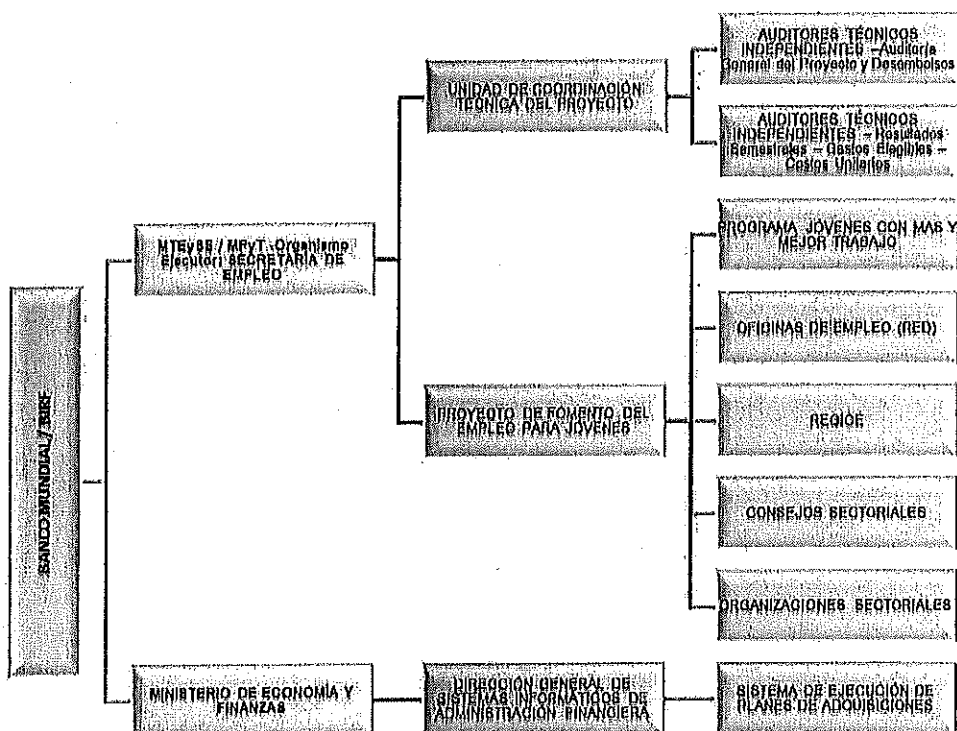 AUDITORES TÉCNICOS
INDEPENDIENTES –Auditoría
General del Proyecto y Desembolsos
UNIDAD DE COORDINACIÓN
TÉCNICA DEL PROYECTO
AUDITORES TÉCNICOS
INDEPENDIENTES – Resultados
Semestrales – Gastos Elegibles –
Costos Unitarios
MTEySS / MPyT -Organismo
Ejecutor: SECRETARÍA DE
EMPLEO
PROGRAMA JÓVENES CON MAS Y
MEJOR TRABAJO
OFICINAS DE EMPLEO (RED)
BANCO MUNDIAL / BIRF
PROYECTO DE FOMENTO DEL
EMPLEO PARA JÓVENES
REGICE
CONSEJOS SECTORIALES
ORGANIZACIONES SECTORIALES
MINISTERIO DE ECONOMÍA Y
FINANZAS
DIRECCIÓN GENERAL DE
SISTEMAS INFORMÁTICOS DE
ADMINISTRACIÓN FINANCIERA
SISTEMA DE EJECUCIÓN DE
PLANES DE ADQUISICIONES